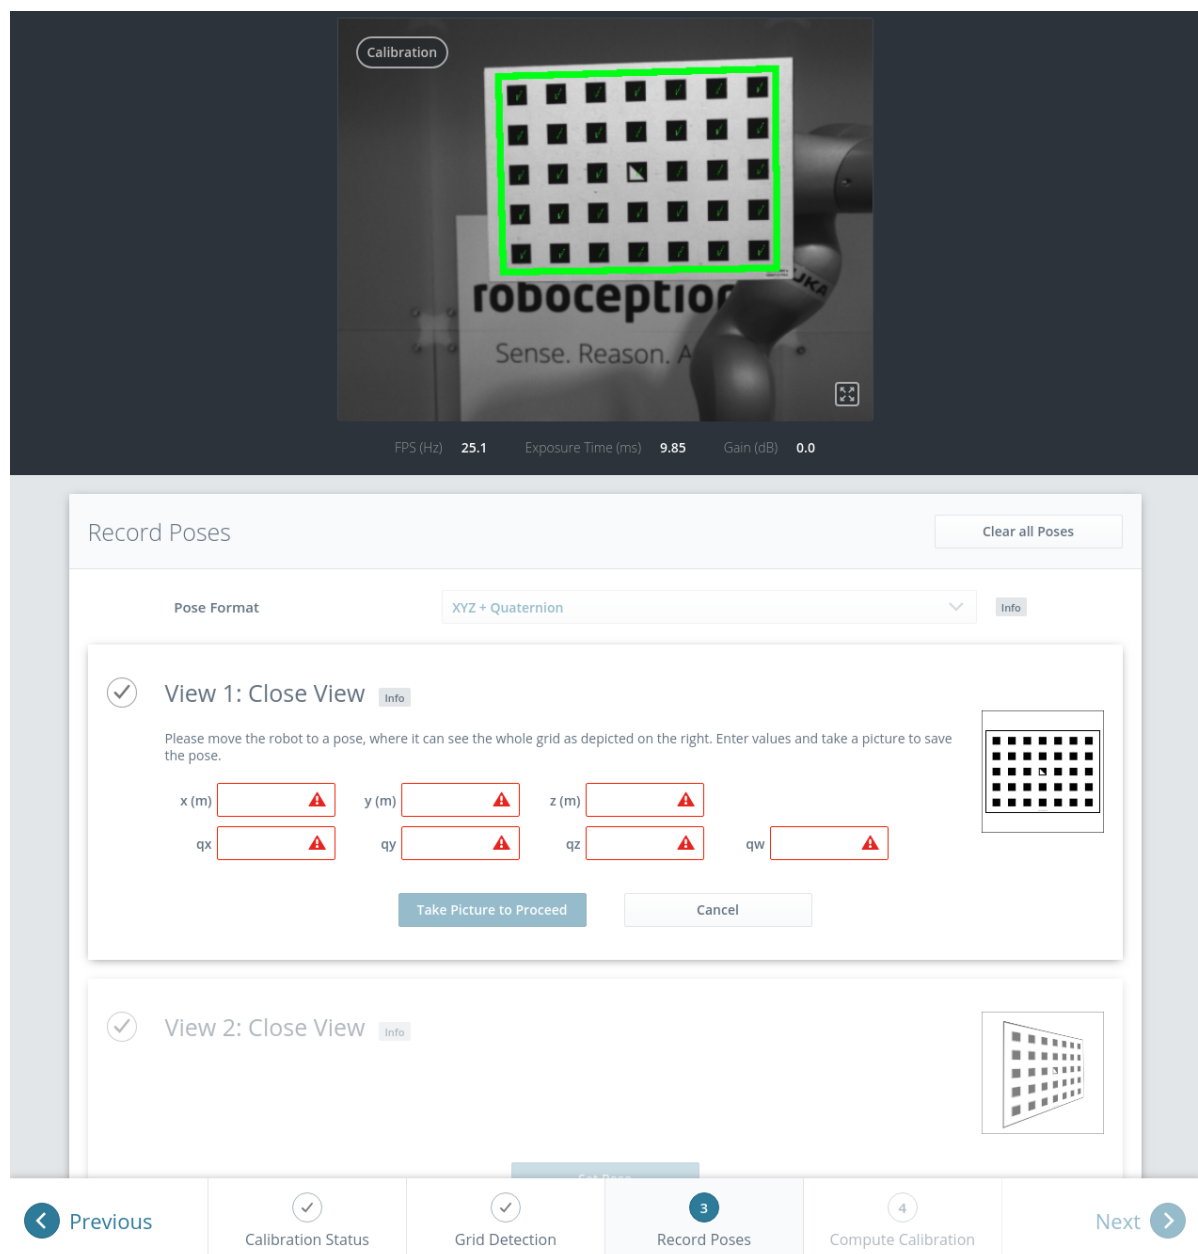 Calibration
roboception
Sense. Reason. A
KUKA
FPS (Hz) 25.1 Exposure Time (ms) 9.85 Gain (dB) 0.0
Record Poses
Clear all Poses
Pose Format
XYZ + Quaternion
Info
View 1: Close View Info
Please move the robot to a pose, where it can see the whole grid as depicted on the right. Enter values and take a picture to save
the pose.
x (m) y (m) z (m)
qx qy qz qw
Take Picture to Proceed Cancel
View 2: Close View Info
Set Pose
Previous
Calibration Status
Grid Detection
3
Record Poses
4
Compute Calibration
Next